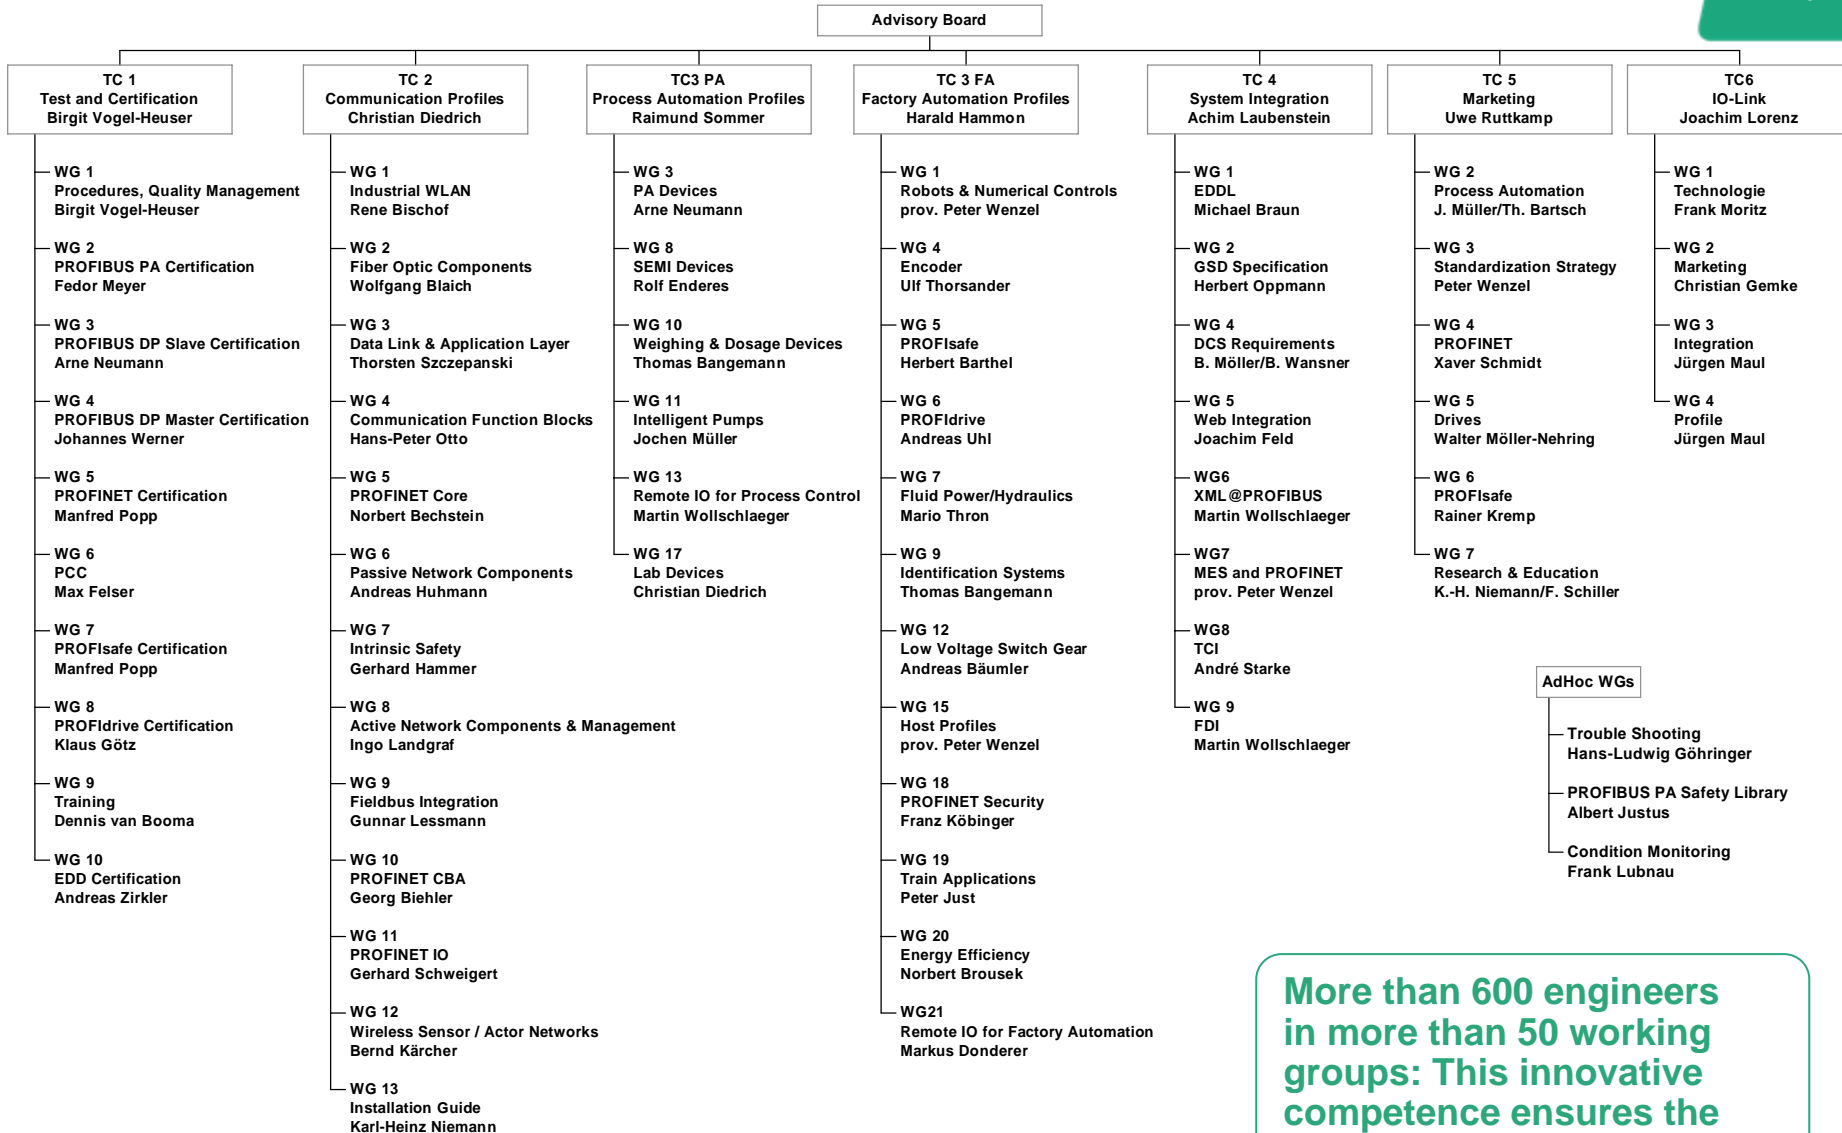 Advisory Board
TC 1
Test and Certification
Birgit Vogel-Heuser
WG 1
Procedures, Quality Management
Birgit Vogel-Heuser
WG 2
PROFIBUS PA Certification
Fedor Meyer
WG 3
PROFIBUS DP Slave Certification
Arne Neumann
WG 4
PROFIBUS DP Master Certification
Johannes Werner
WG 5
PROFINET Certification
Manfred Popp
WG 6
PCC
Max Felser
WG 7
PROFIsafe Certification
Manfred Popp
WG 8
PROFIdrive Certification
Klaus Götz
WG 9
Training
Dennis van Booma
WG 10
EDD Certification
Andreas Zirkler
TC 2
Communication Profiles
Christian Diedrich
WG 1
Industrial WLAN
Rene Bischof
WG 2
Fiber Optic Components
Wolfgang Blaich
WG 3
Data Link & Application Layer
Thorsten Szczepanski
WG 4
Communication Function Blocks
Hans-Peter Otto
WG 5
PROFINET Core
Norbert Bechstein
WG 6
Passive Network Components
Andreas Huhmann
WG 7
Intrinsic Safety
Gerhard Hammer
WG 8
Active Network Components & Management
Ingo Landgraf
WG 9
Fieldbus Integration
Gunnar Lessmann
WG 10
PROFINET CBA
Georg Biehler
WG 11
PROFINET IO
Gerhard Schweigert
WG 12
Wireless Sensor / Actor Networks
Bernd Kärcher
WG 13
Installation Guide
Karl-Heinz Niemann
TC3 PA
Process Automation Profiles
Raimund Sommer
WG 3
PA Devices
Arne Neumann
WG 8
SEMI Devices
Rolf Enderes
WG 10
Weighing & Dosage Devices
Thomas Bangemann
WG 11
Intelligent Pumps
Jochen Müller
WG 13
Remote IO for Process Control
Martin Wollschlaeger
WG 17
Lab Devices
Christian Diedrich
TC 3 FA
Factory Automation Profiles
Harald Hammon
WG 1
Robots & Numerical Controls
prov. Peter Wenzel
WG 4
Encoder
Ulf Thorsander
WG 5
PROFIsafe
Herbert Barthel
WG 6
PROFIdrive
Andreas Uhl
WG 7
Fluid Power/Hydraulics
Mario Thron
WG 9
Identification Systems
Thomas Bangemann
WG 12
Low Voltage Switch Gear
Andreas Bäumler
WG 15
Host Profiles
prov. Peter Wenzel
WG 18
PROFINET Security
Franz Köbinger
WG 19
Train Applications
Peter Just
WG 20
Energy Efficiency
Norbert Brousek
WG21
Remote IO for Factory Automation
Markus Donderer
TC 4
System Integration
Achim Laubenstein
WG 1
EDDL
Michael Braun
WG 2
GSD Specification
Herbert Oppmann
WG 4
DCS Requirements
B. Möller/B. Wansner
WG 5
Web Integration
Joachim Feld
WG6
XML@PROFIBUS
Martin Wollschlaeger
WG7
MES and PROFINET
prov. Peter Wenzel
WG8
TCI
André Starke
WG 9
FDI
Martin Wollschlaeger
TC 5
Marketing
Uwe Ruttkamp
WG 2
Process Automation
J. Müller/Th. Bartsch
WG 3
Standardization Strategy
Peter Wenzel
WG 4
PROFINET
Xaver Schmidt
WG 5
Drives
Walter Möller-Nehring
WG 6
PROFIsafe
Rainer Kremp
WG 7
Research & Education
K.-H. Niemann/F. Schiller
TC6
IO-Link
Joachim Lorenz
WG 1
Technologie
Frank Moritz
WG 2
Marketing
Christian Gemke
WG 3
Integration
Jürgen Maul
WG 4
Profile
Jürgen Maul
AdHoc WGs
Trouble Shooting
Hans-Ludwig Göhringer
PROFIBUS PA Safety Library
Albert Justus
Condition Monitoring
Frank Lubnau
More than 600 engineers
in more than 50 working
groups: This innovative
competence ensures the